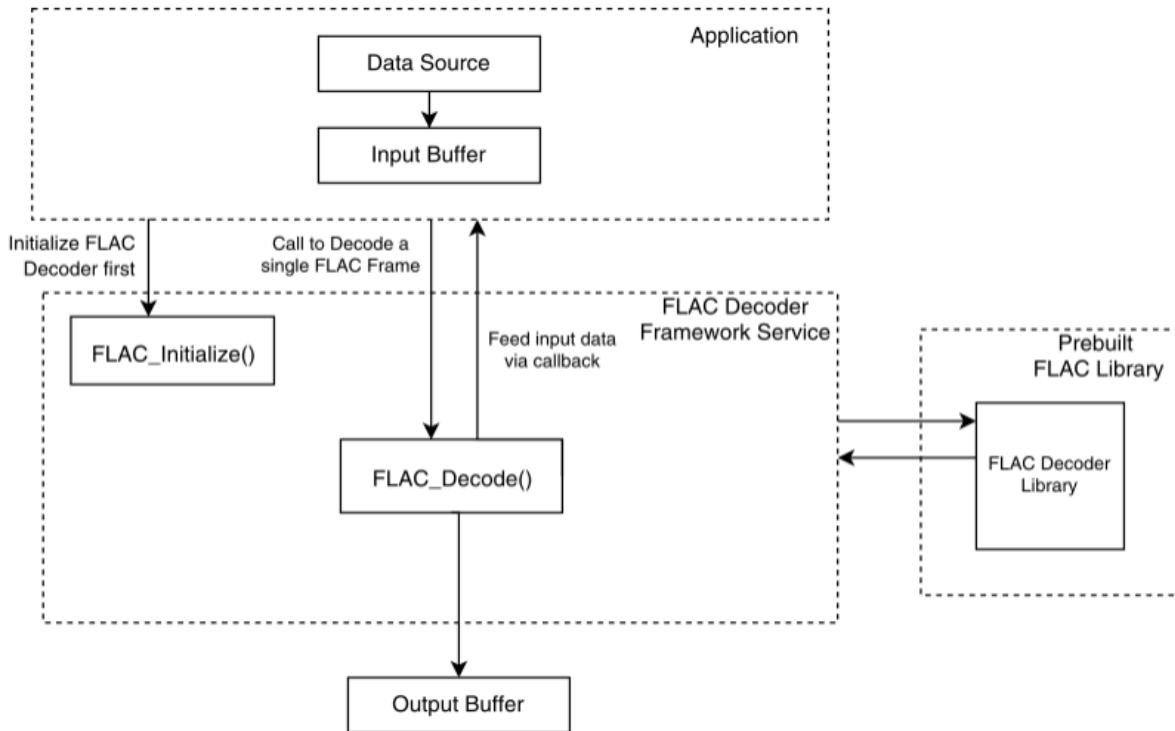 Application
Data Source
Input Buffer
Initialize FLAC
Decoder first
Call to Decode a
single FLAC Frame
Feed input data
via callback
FLAC Decoder
Framework Service
FLAC_Initialize()
FLAC_Decode()
Prebuilt
FLAC Library
FLAC Decoder
Library
Output Buffer